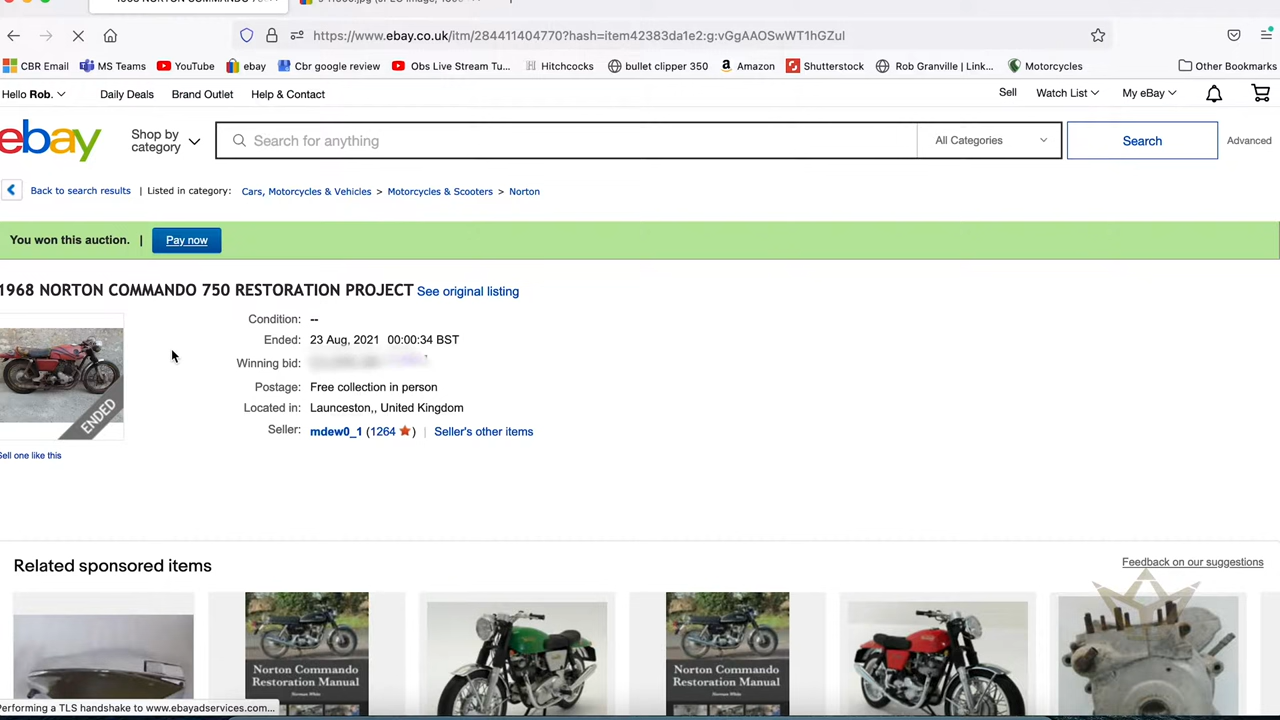 https://www.ebay.co.uk/itm/284411404770?hash=item42383da1e2:g:vGgAAOSwWT1hGZuI
CBR Email MS Teams YouTube ebay Cbr google review Obs Live Stream Tu... Hitchcocks bullet clipper 350 Amazon Shutterstock Rob Granville | Link... Motorcycles Other Bookmarks
Hello Rob. Daily Deals Brand Outlet Help & Contact Sell Watch List My eBay
ebay Shop by category Search for anything All Categories Search Advanced
Back to search results | Listed in category: Cars, Motorcycles & Vehicles > Motorcycles & Scooters > Norton
You won this auction. | Pay now
1968 NORTON COMMANDO 750 RESTORATION PROJECT See original listing
Condition: --
Ended: 23 Aug, 2021 00:00:34 BST
Winning bid:
Postage: Free collection in person
Located in: Launceston,, United Kingdom
Seller: mdew0_1 (1264 ) | Seller's other items
ENDED
Sell one like this
Related sponsored items Feedback on our suggestions
Norton Commando
Restoration Manual
Norman White
Norton Commando
Restoration Manual
Norman White
Performing a TLS handshake to www.ebayadservices.com...